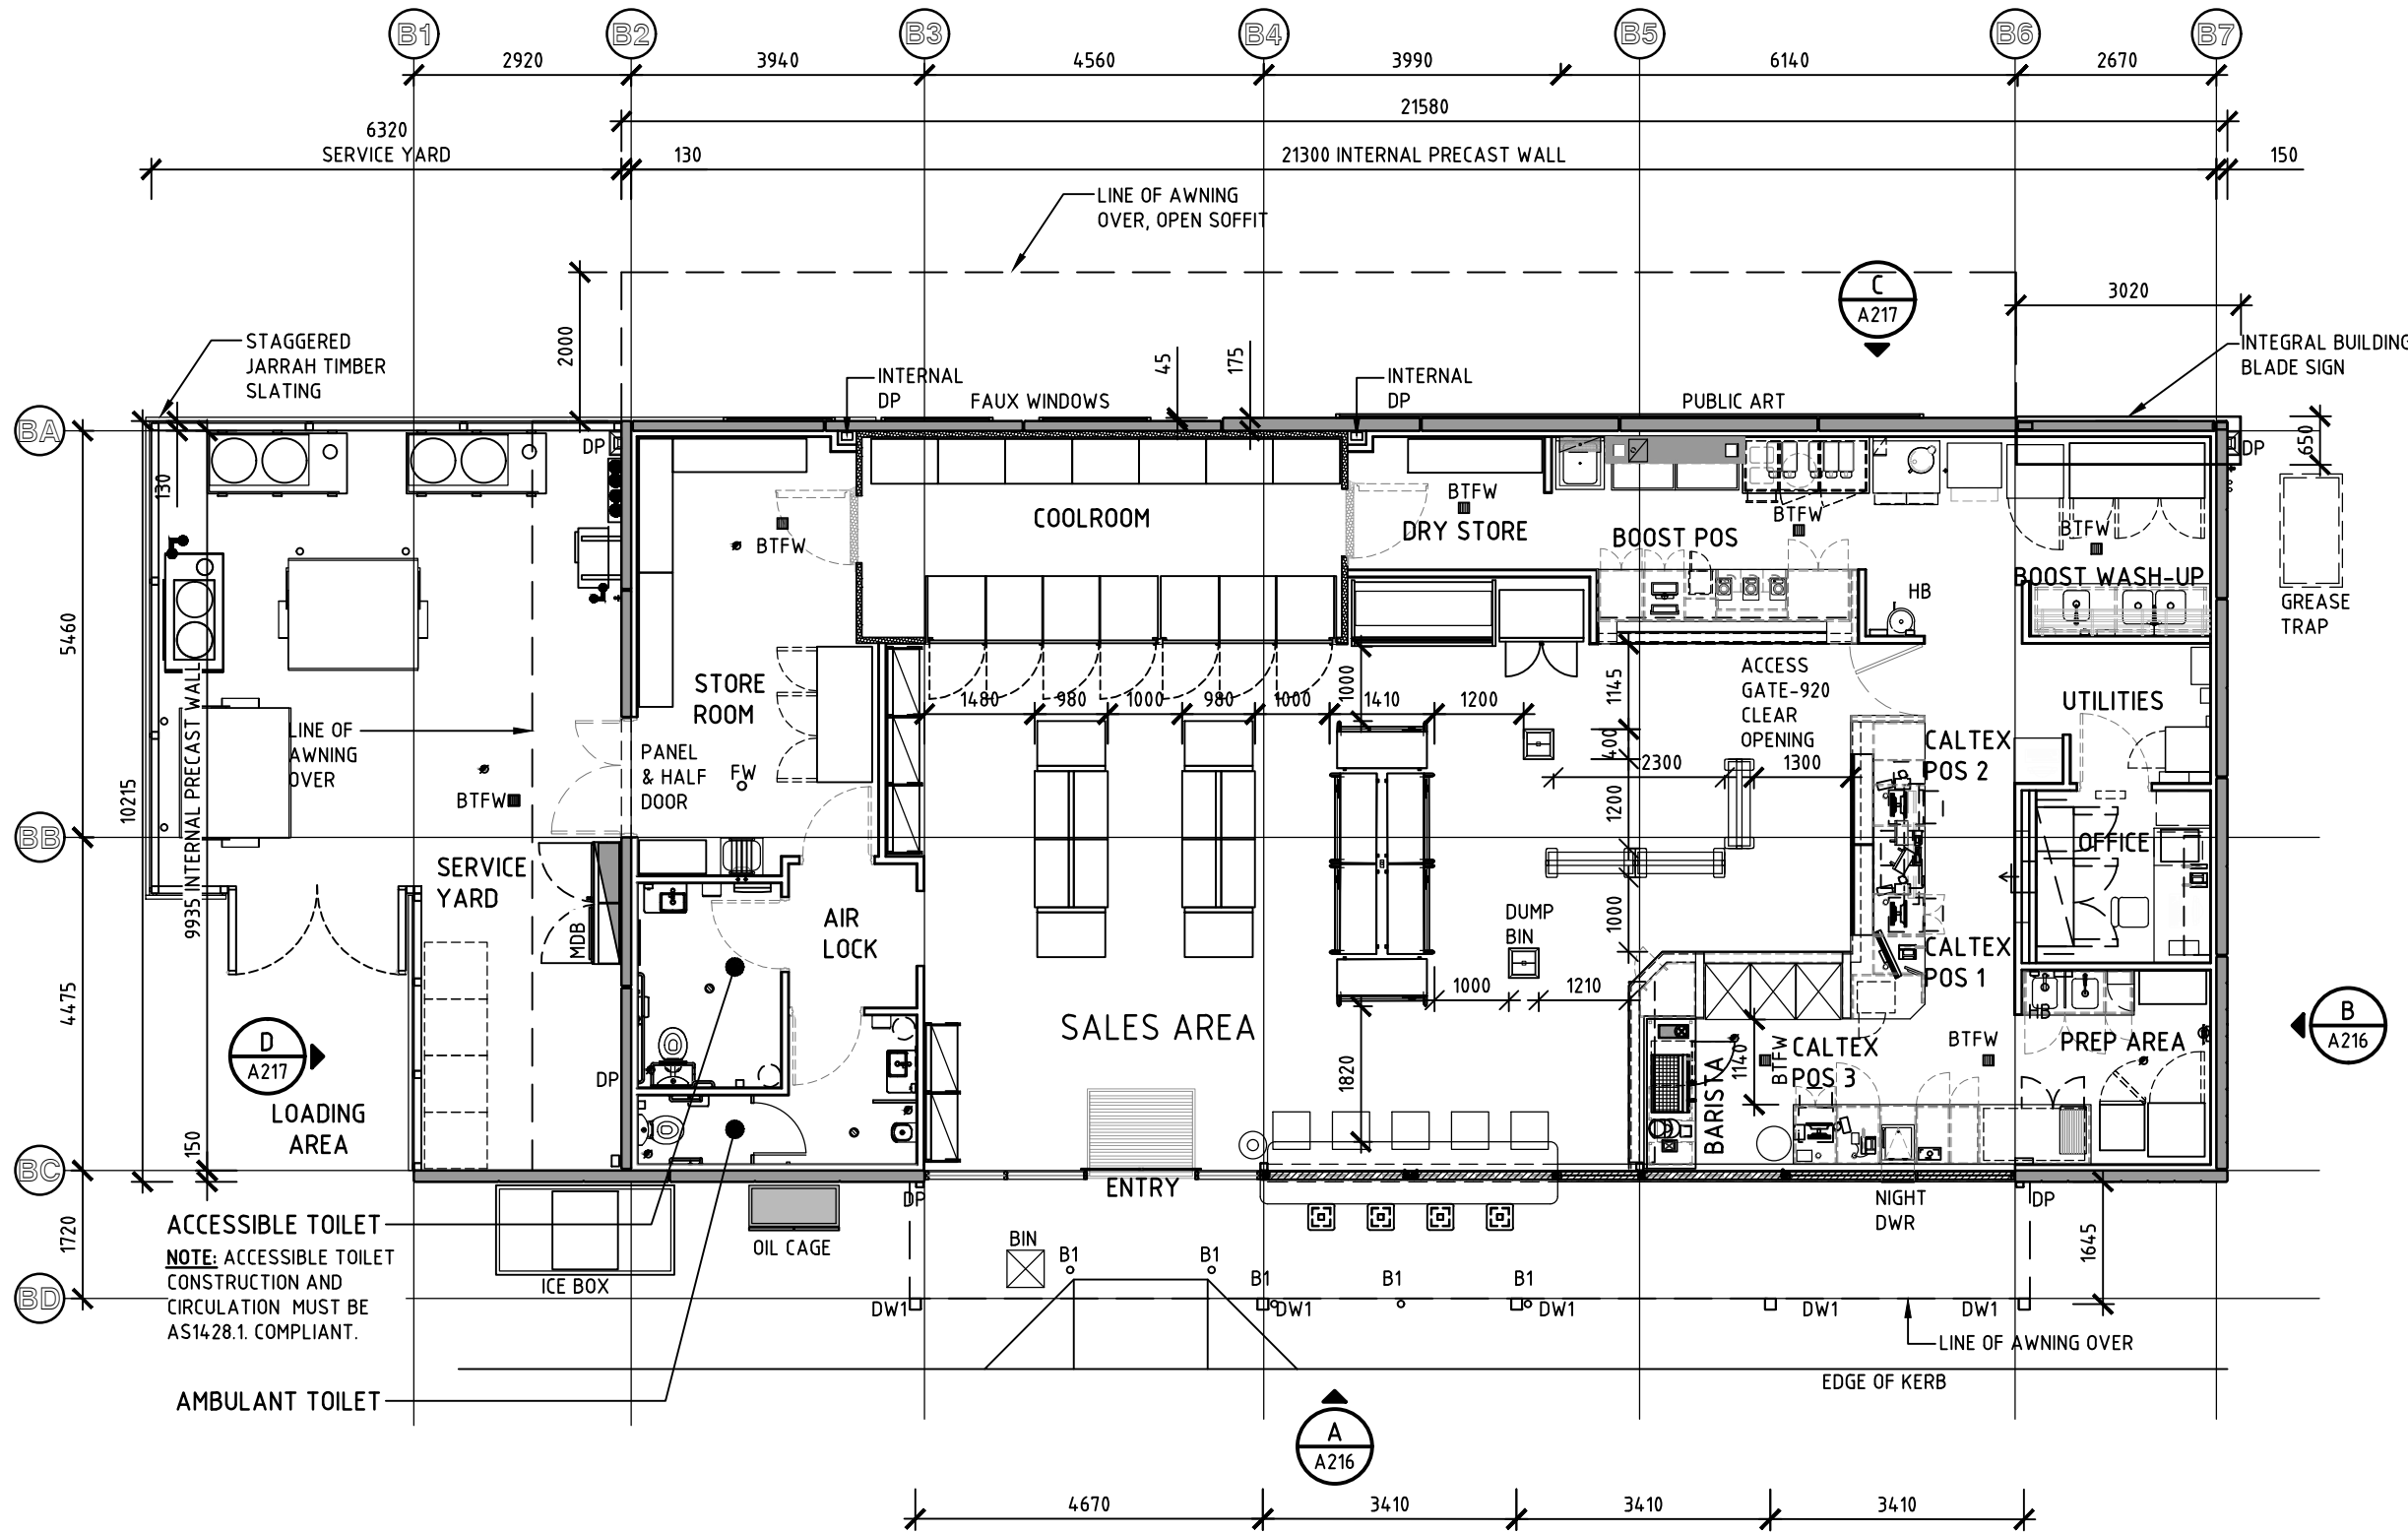 B1
B2
B3
B4
B5
B6
B7
2920
3940
4560
3990
6140
2670
21580
6320
SERVICE YARD
130
21300 INTERNAL PRECAST WALL
150
LINE OF AWNING
OVER, OPEN SOFFIT
C
A217
3020
2000
STAGGERED
JARRAH TIMBER
SLATING
INTEGRAL BUILDING
BLADE SIGN
45
175
INTERNAL
DP
FAUX WINDOWS
INTERNAL
DP
PUBLIC ART
BA
DP
DP
650
130
BTFW
COOLROOM
BTFW
DRY STORE
BOOST POS
BTFW
BTFW
BOOST WASH-UP
HB
GREASE
TRAP
5460
9935 INTERNAL PRECAST WALL
10215
STORE
ROOM
1480
980
1000
980
1000
1000
1410
1200
1145
400
ACCESS
GATE-920
CLEAR
OPENING
UTILITIES
LINE OF
AWNING
OVER
PANEL
& HALF
DOOR
FW
BTFW
2300
1300
1200
CALTEX
POS 2
BB
OFFICE
SERVICE
YARD
MDB
AIR
LOCK
DUMP
BIN
1000
CALTEX
POS 1
4475
1000
1210
SALES AREA
HB
D
A217
DP
1820
BARISTA
1140
BTFW
CALTEX
POS 3
BTFW
PREP AREA
B
A216
LOADING
AREA
150
BC
ENTRY
DP
NIGHT
DWR
DP
1720
1645
ACCESSIBLE TOILET
NOTE: ACCESSIBLE TOILET
CONSTRUCTION AND
CIRCULATION MUST BE
AS1428.1. COMPLIANT.
ICE BOX
OIL CAGE
BIN
B1
B1
B1
B1
B1
BD
DW1
DW1
DW1
DW1
DW1
LINE OF AWNING OVER
EDGE OF KERB
AMBULANT TOILET
A
A216
4670
3410
3410
3410